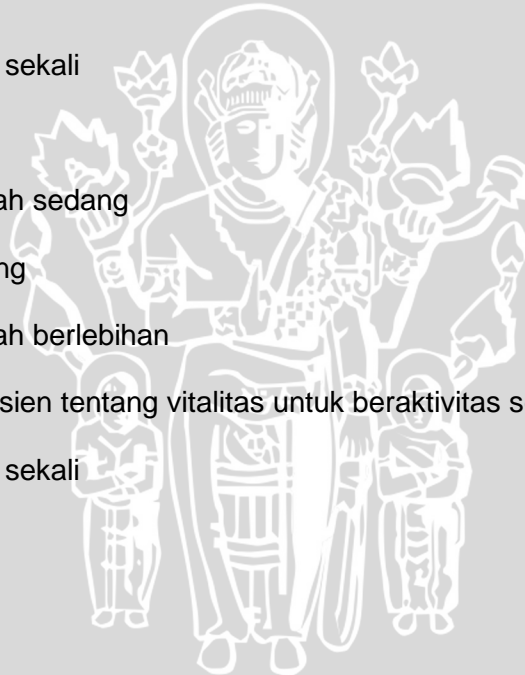 sekali
ah sedang
ng
ah berlebihan
sien tentang vitalitas untuk beraktivitas s
sekali